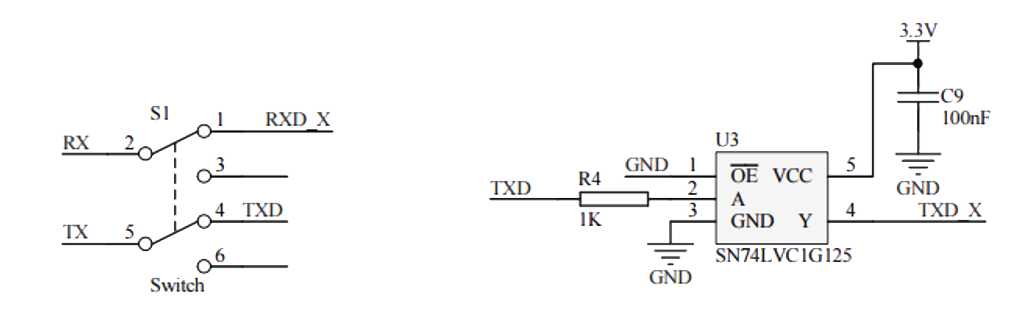 S1
1 RXD_X
RX 2
3
4 TXD
TX 5
6
Switch
3.3V
C9
100nF
GND
U3
GND 1 OE VCC 5
TXD R4 2 A
1K
3 GND Y 4 TXD_X
SN74LVC1G125
GND